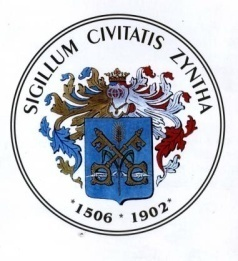 SIGILLUM CIVITATIS ZYNTHA
* 1506 * 1902 *